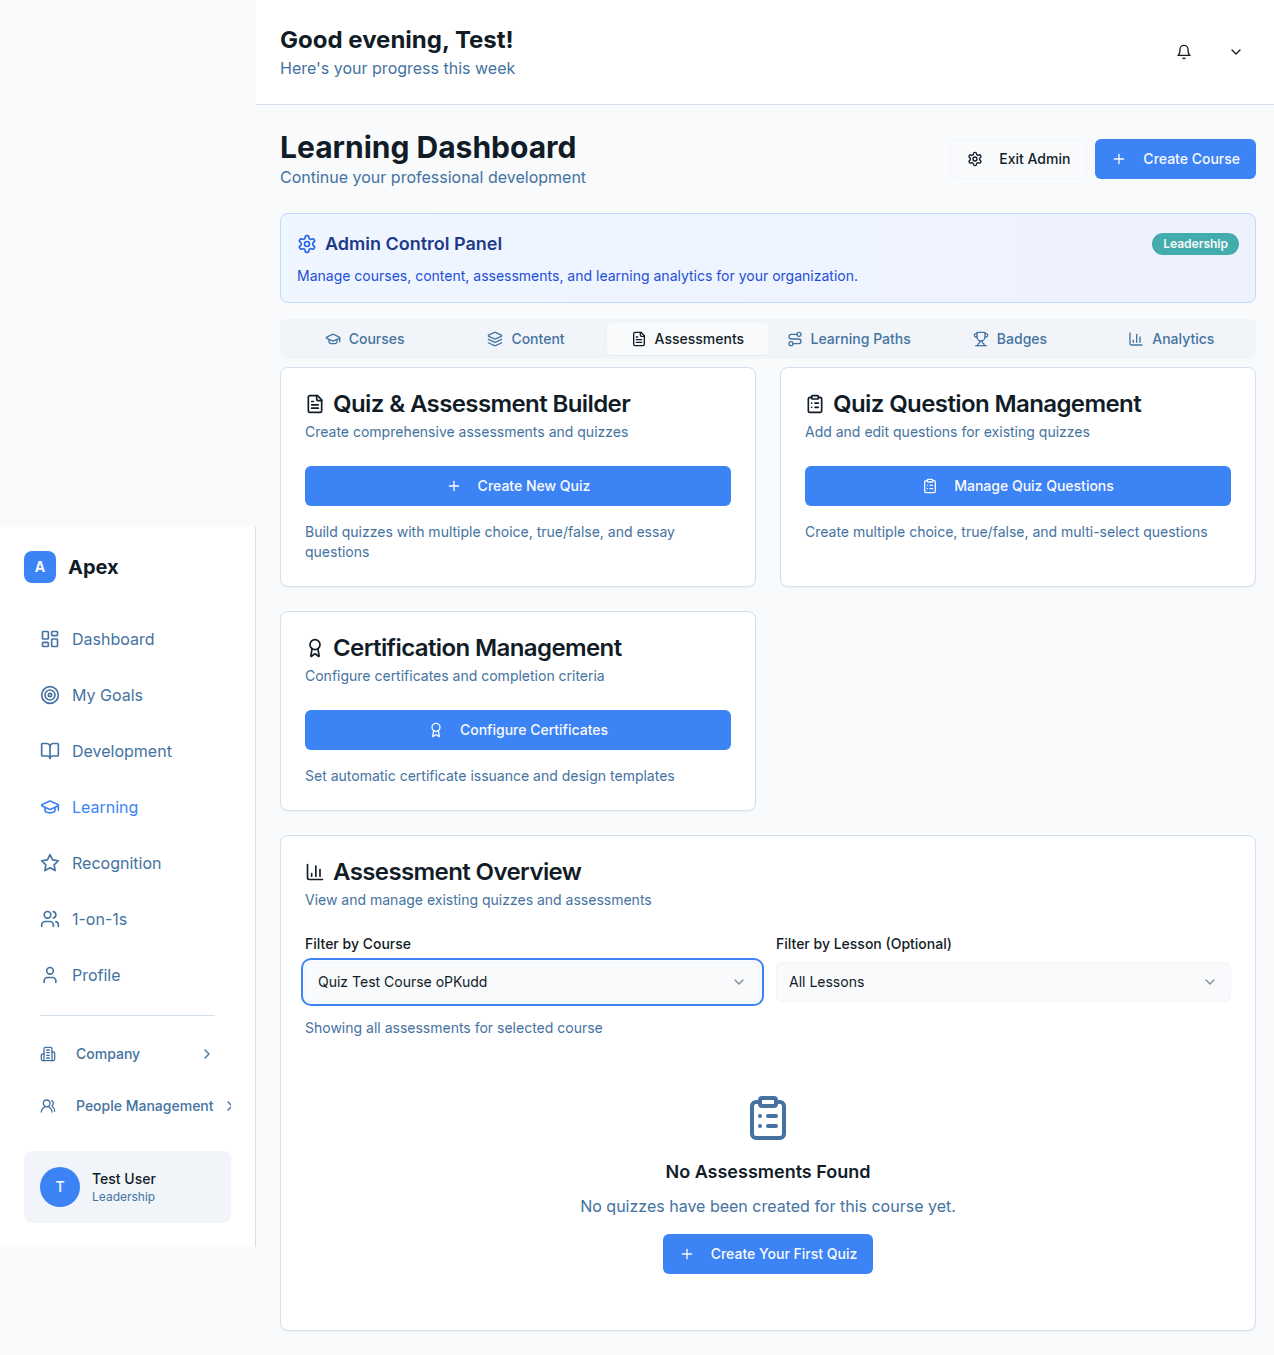 Good evening, Test!
Here's your progress this week
Learning Dashboard
Continue your professional development
Exit Admin
Create Course
Admin Control Panel
Leadership
Manage courses, content, assessments, and learning analytics for your organization.
Courses
Content
Assessments
Learning Paths
Badges
Analytics
Quiz & Assessment Builder
Create comprehensive assessments and quizzes
Create New Quiz
Build quizzes with multiple choice, true/false, and essay
questions
Quiz Question Management
Add and edit questions for existing quizzes
Manage Quiz Questions
Create multiple choice, true/false, and multi-select questions
Certification Management
Configure certificates and completion criteria
Configure Certificates
Set automatic certificate issuance and design templates
Assessment Overview
View and manage existing quizzes and assessments
Filter by Course
Quiz Test Course oPKudd
Filter by Lesson (Optional)
All Lessons
Showing all assessments for selected course
No Assessments Found
No quizzes have been created for this course yet.
Create Your First Quiz
A
Apex
Dashboard
My Goals
Development
Learning
Recognition
1-on-1s
Profile
Company
People Management
T
Test User
Leadership